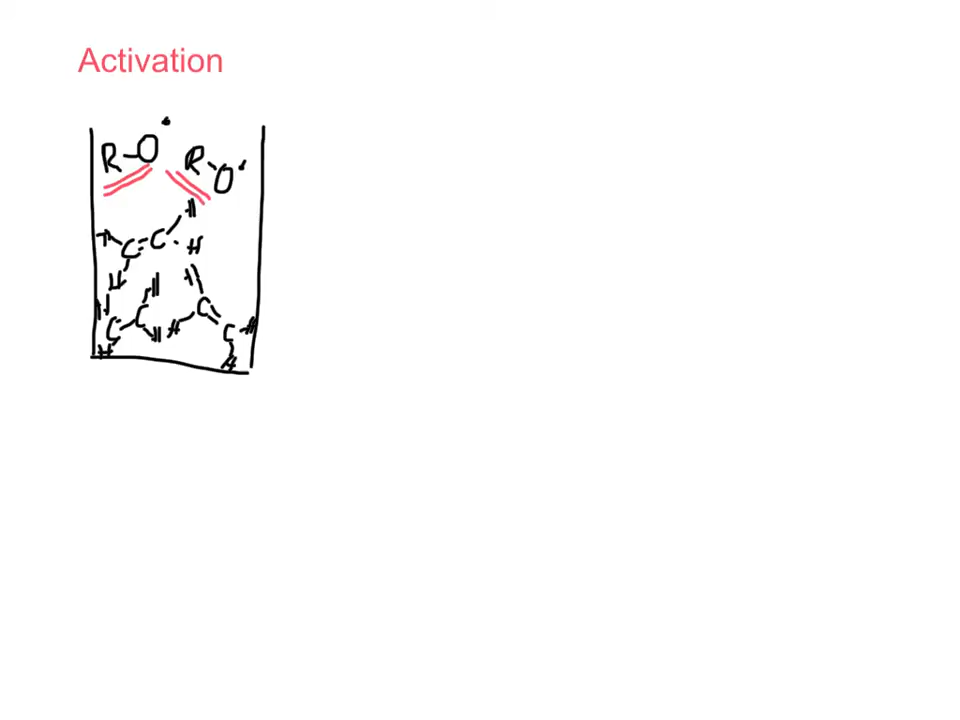 Activation
R-O• R-O•
H
H C=C H
H H H
H C=C H H C=C H
H H